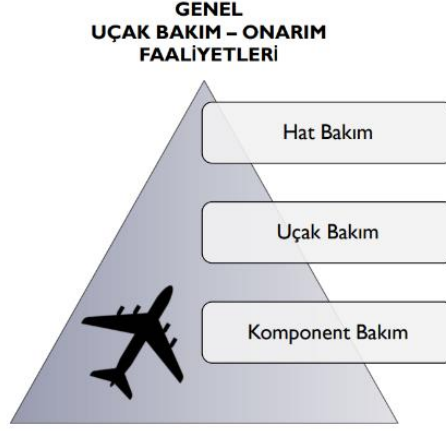 GENEL
UÇAK BAKIM – ONARIM
FAALİYETLERİ
Hat Bakım
Uçak Bakım
Komponent Bakım